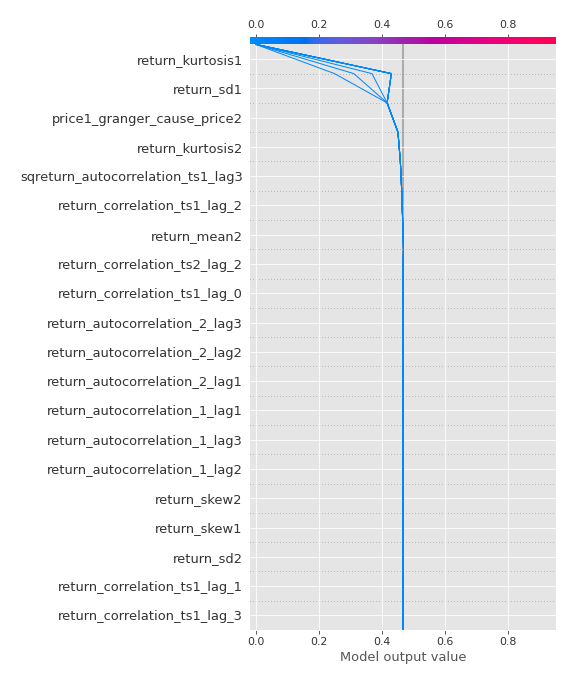 0.0 0.2 0.4 0.6 0.8
return_kurtosis1
return_sd1
price1_granger_cause_price2
return_kurtosis2
sqreturn_autocorrelation_ts1_lag3
return_correlation_ts1_lag_2
return_mean2
return_correlation_ts2_lag_2
return_correlation_ts1_lag_0
return_autocorrelation_2_lag3
return_autocorrelation_2_lag2
return_autocorrelation_2_lag1
return_autocorrelation_1_lag1
return_autocorrelation_1_lag3
return_autocorrelation_1_lag2
return_skew2
return_skew1
return_sd2
return_correlation_ts1_lag_1
return_correlation_ts1_lag_3
0.0 0.2 0.4 0.6 0.8
Model output value